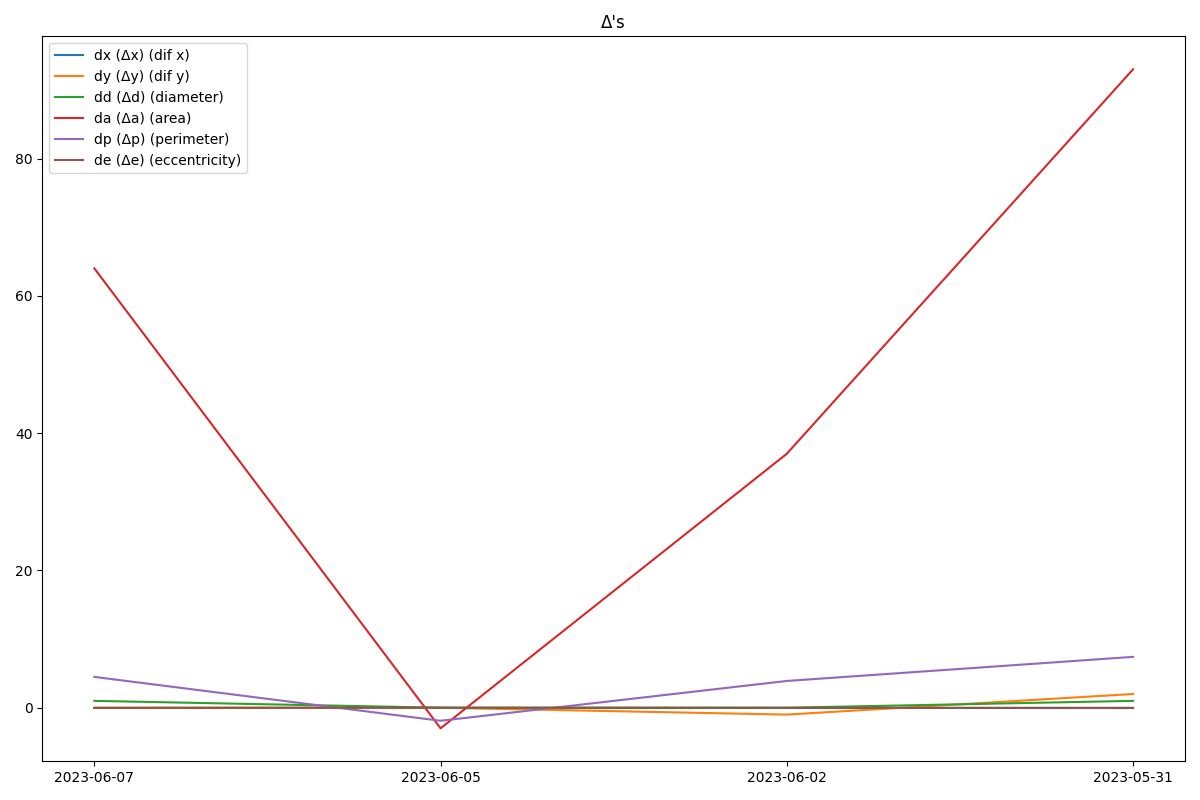 Δ's
dx (Δx) (dif x)
dy (Δy) (dif y)
dd (Δd) (diameter)
da (Δa) (area)
dp (Δp) (perimeter)
de (Δe) (eccentricity)
80
60
40
20
0
2023-06-07
2023-06-05
2023-06-02
2023-05-31